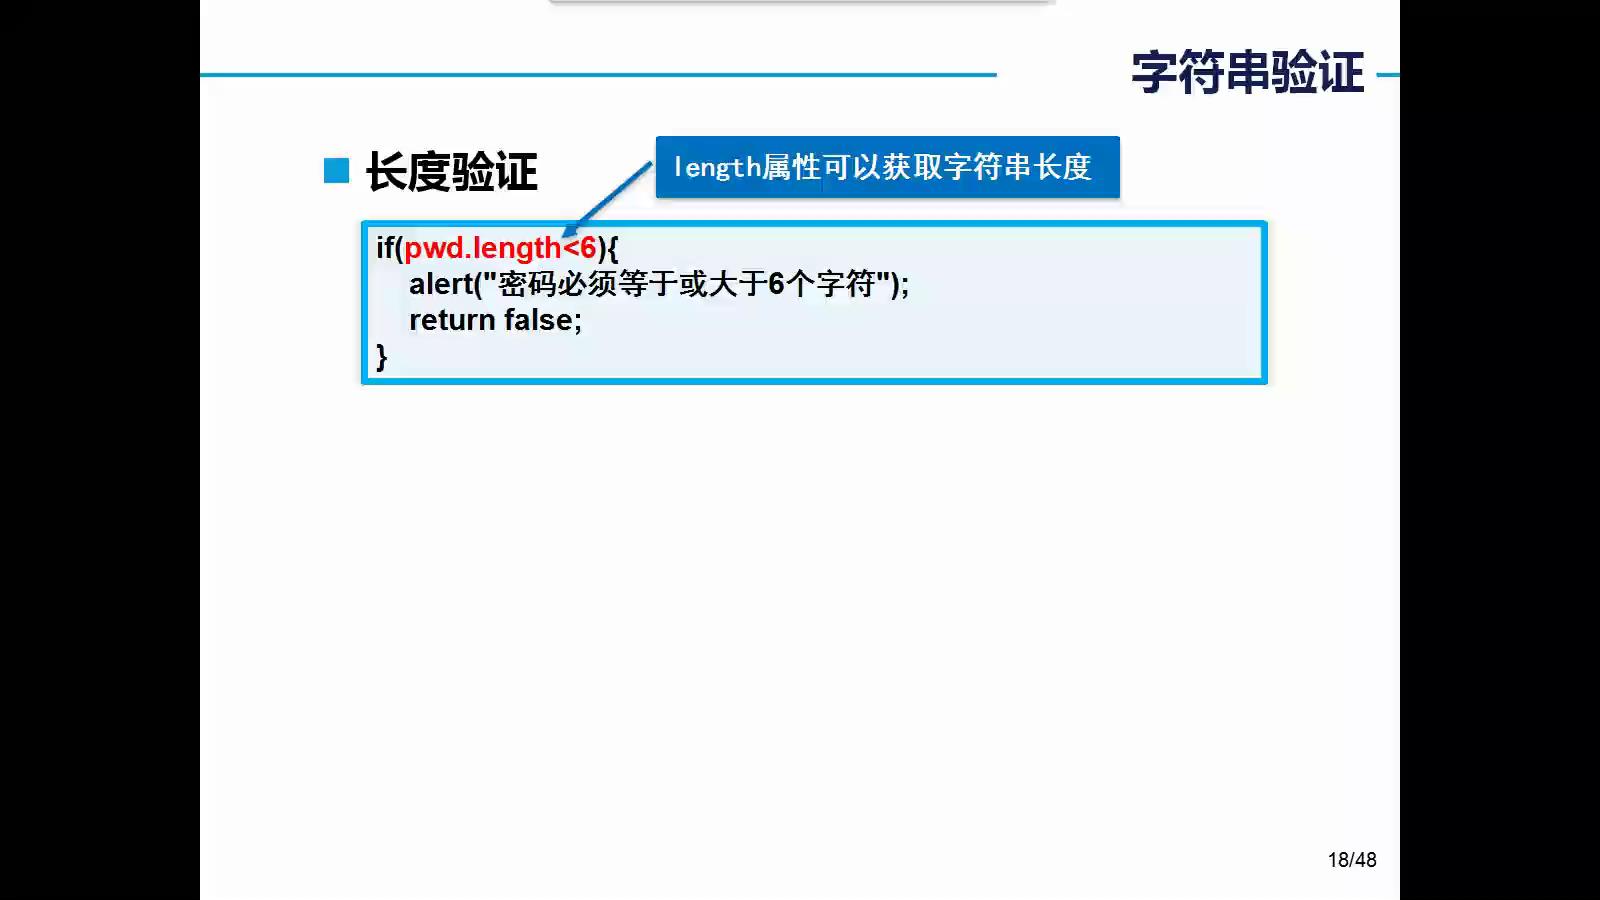 字符串验证
长度验证
length属性可以获取字符串长度
if(pwd.length<6){
alert("密码必须等于或大于6个字符");
return false;
}
18/48